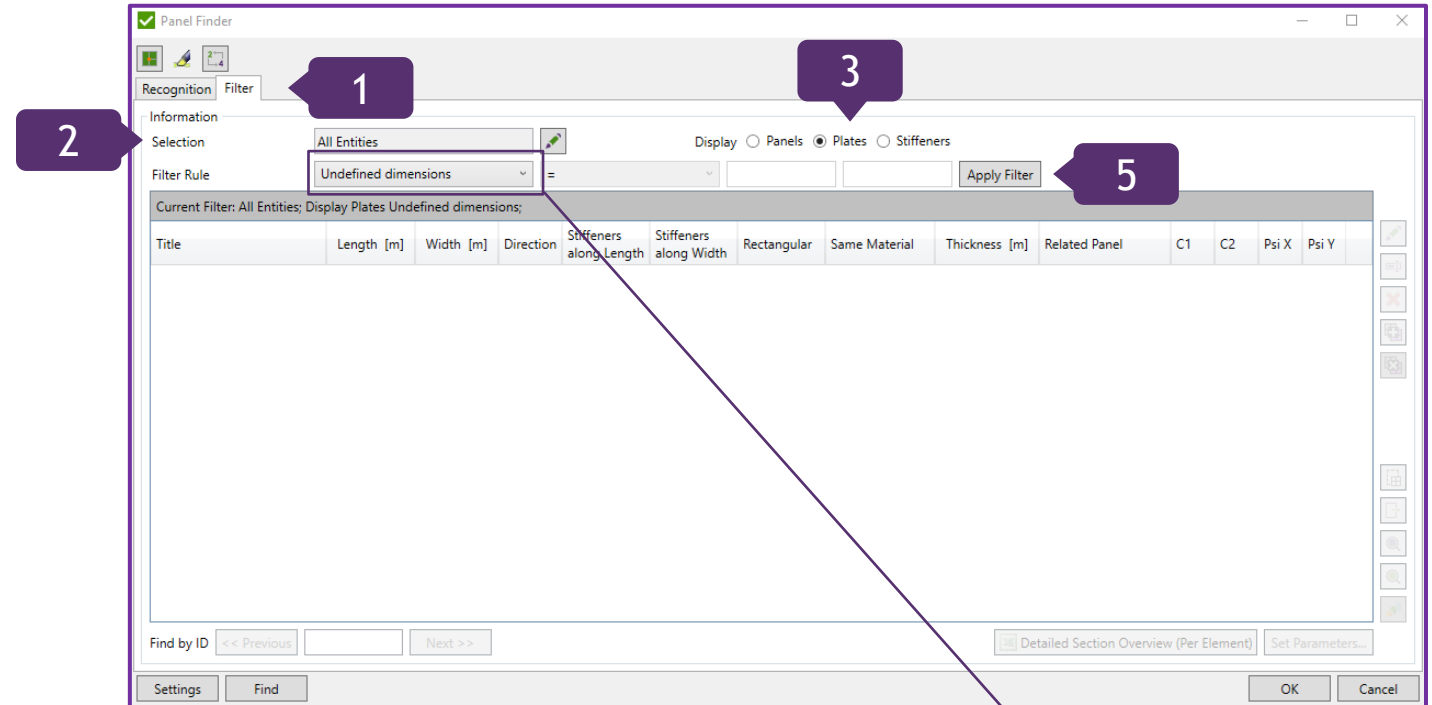 Panel Finder
1
3
Recognition Filter
Information
2
Selection All Entities Display Panels Plates Stiffeners
Filter Rule Undefined dimensions = Apply Filter
5
Current Filter: All Entities; Display Plates Undefined dimensions;
Title Length [m] Width [m] Direction Stiffeners along Length Stiffeners along Width Rectangular Same Material Thickness [m] Related Panel C1 C2 Psi X Psi Y
Find by ID << Previous Next >> Detailed Section Overview (Per Element) Set Parameters...
Settings Find OK Cancel